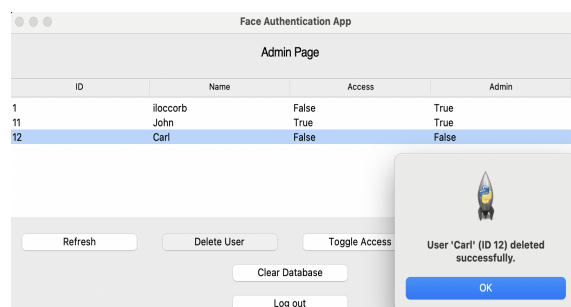 Face Authentication App
Admin Page
ID Name Access Admin
1 iloccorb False True
11 John True True
12 Carl False False
Refresh Delete User Toggle Access
Clear Database
Log out
User 'Carl' (ID 12) deleted
successfully.
OK